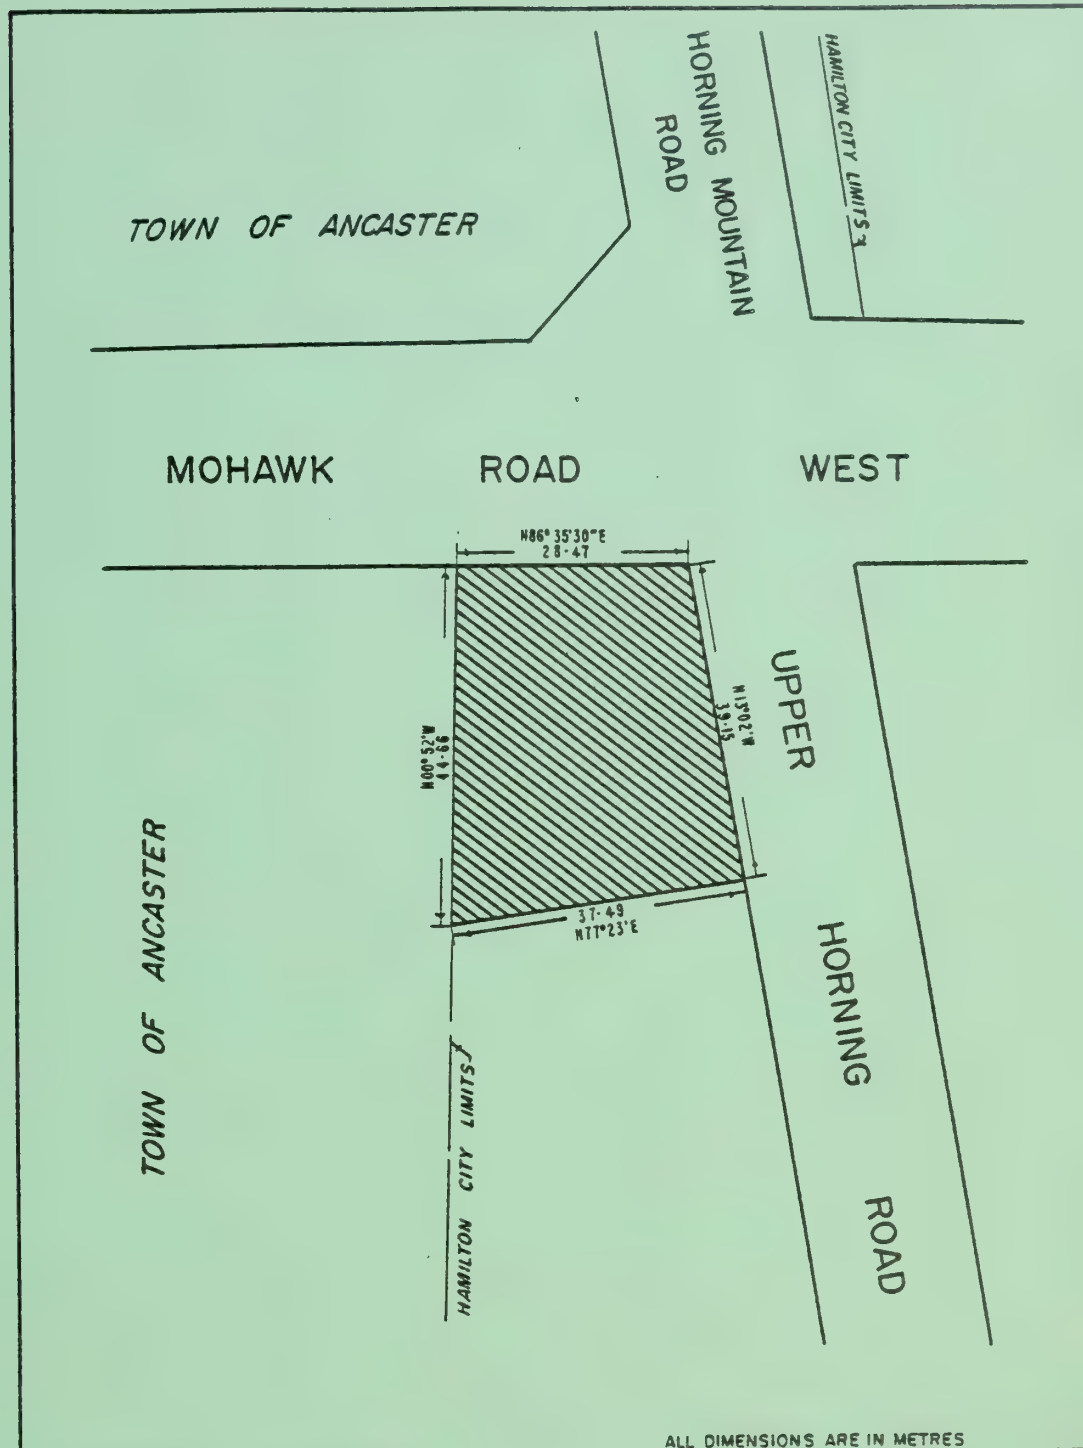 HORNING MOUNTAIN
ROAD
HAMILTON CITY LIMITS
TOWN OF ANCASTER
MOHAWK ROAD WEST
N86°35'30"E
28·47
N00°52'W
44·66
N13°02'W
39·15
37·49
N77°23'E
UPPER HORNING ROAD
TOWN OF ANCASTER
HAMILTON CITY LIMITS
ALL DIMENSIONS ARE IN METRES